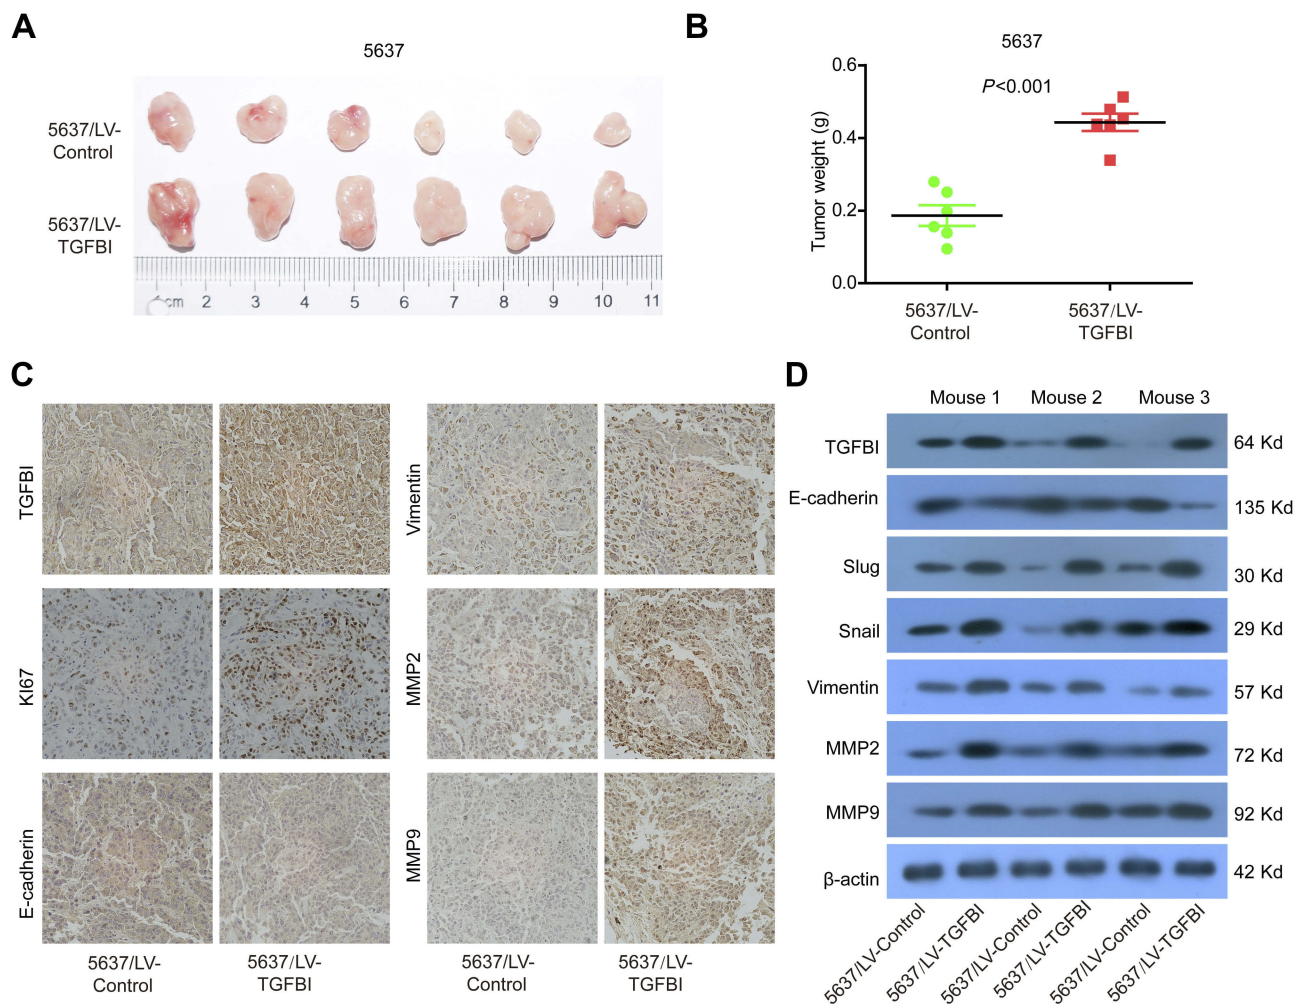 A
5637
5637/LV-
Control
5637/LV-
TGFBI
1 cm 2 3 4 5 6 7 8 9 10 11
B
5637
P<0.001
Tumor weight (g)
0.6
0.4
0.2
0.0
5637/LV-
Control
5637/LV-
TGFBI
C
TGFBI
Vimentin
KI67
MMP2
E-cadherin
MMP9
5637/LV-
Control
5637/LV-
TGFBI
5637/LV-
Control
5637/LV-
TGFBI
D
Mouse 1 Mouse 2 Mouse 3
TGFBI 64 Kd
E-cadherin 135 Kd
Slug 30 Kd
Snail 29 Kd
Vimentin 57 Kd
MMP2 72 Kd
MMP9 92 Kd
β-actin 42 Kd
5637/LV-Control
5637/LV-TGFBI
5637/LV-Control
5637/LV-TGFBI
5637/LV-Control
5637/LV-TGFBI